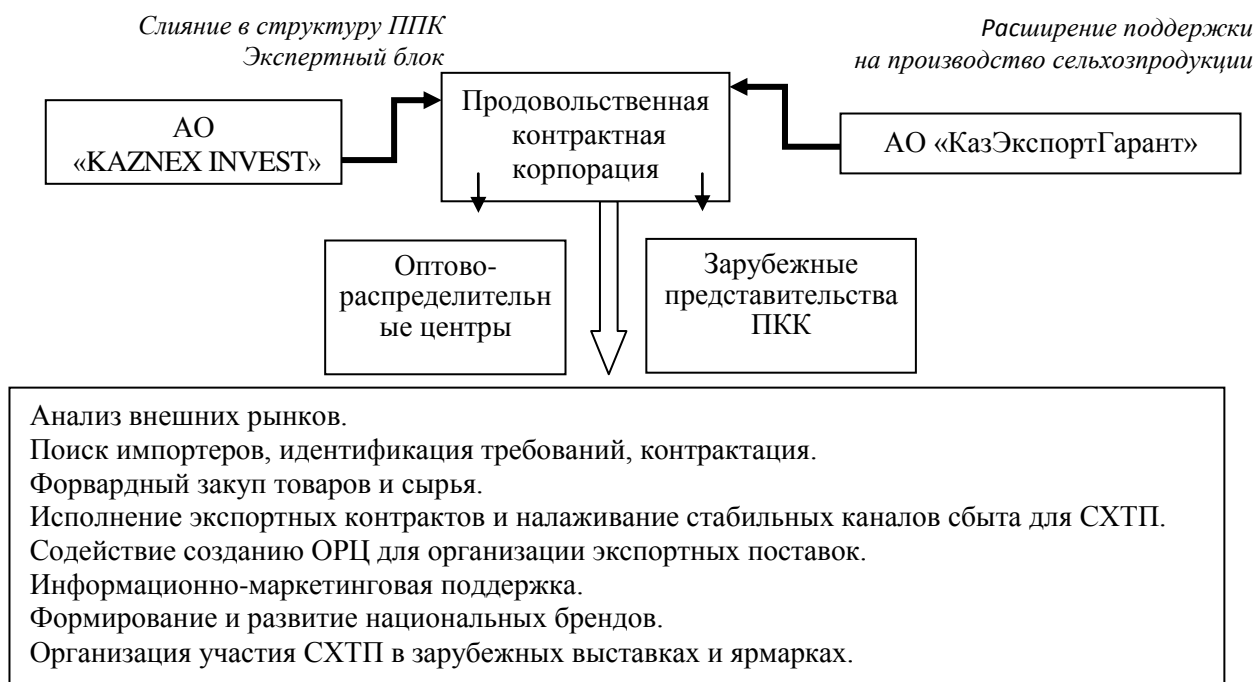 Слияние в структуру ППК
Экспертный блок
Расширение поддержки
на производство сельхозпродукции
АО
«KAZNEX INVEST»
Продовольственная
контрактная
корпорация
АО «КазЭкспортГарант»
Оптово-
распределительн
ые центры
Зарубежные
представительства
ПКК
Анализ внешних рынков.
Поиск импортеров, идентификация требований, контрактация.
Форвардный закуп товаров и сырья.
Исполнение экспортных контрактов и налаживание стабильных каналов сбыта для СХТП.
Содействие созданию ОРЦ для организации экспортных поставок.
Информационно-маркетинговая поддержка.
Формирование и развитие национальных брендов.
Организация участия СХТП в зарубежных выставках и ярмарках.